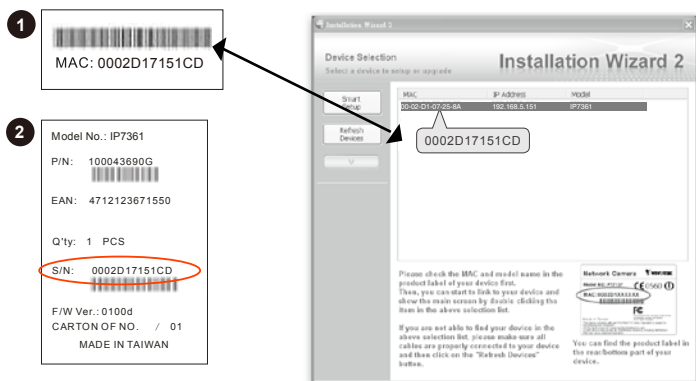 1
MAC: 0002D17151CD
2
Model No.: IP7361
P/N: 100043690G
EAN: 4712123671550
Q'ty: 1 PCS
S/N: 0002D17151CD
F/W Ver.: 0100d
CARTON OF NO. / 01
MADE IN TAIWAN
Installation Wizard 2
Device Selection
Select a device to setup or upgrade
Installation Wizard 2
Smart Setup
Refresh Devices
MAC IP Address Model
00-02-D1-07-25-8A 192.168.5.151 IP7361
0002D17151CD
Please check the MAC and model name in the
product label of your device first.
Then, you can start to link to your device and
show the main screen by double clicking the
item in the above selection list.
If you are not able to find your device in the
above selection list, please make sure all
cables are properly connected to your device
and then click on the "Refresh Devices"
button.
Network Camera VIVOTEK
CE 0560
FC
You can find the product label in
the rear/bottom part of your
device.